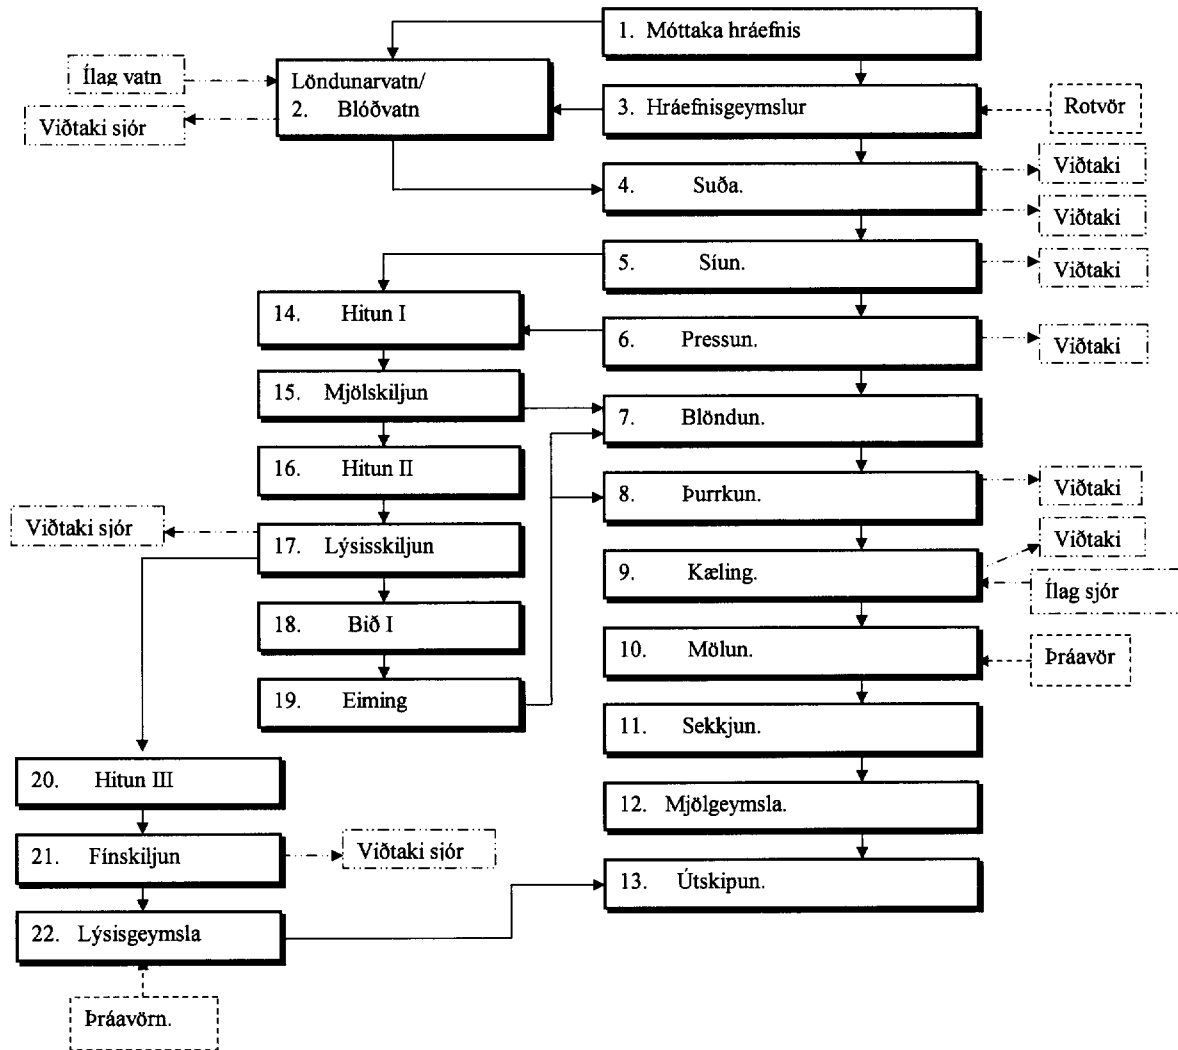 1. Móttaka hráefnis
Ílag vatn
Löndunarvatn/
2. Blóðvatn
Viðtaki sjór
3. Hráefnisgeymslur
Rotvör
4. Suða.
Viðtaki
Viðtaki
5. Síun.
Viðtaki
14. Hitun I
6. Pressun.
Viðtaki
15. Mjölskiljun
7. Blöndun.
16. Hitun II
8. Þurrkun.
Viðtaki
Viðtaki sjór
17. Lýsisskiljun
Viðtaki
9. Kæling.
Ílag sjór
18. Bið I
10. Mölun.
Þráavör
19. Eiming
11. Sekkjun.
20. Hitun III
12. Mjölgeymsla.
21. Fínskiljun
Viðtaki sjór
13. Útskipun.
22. Lýsisgeymsla
Þráavörn.